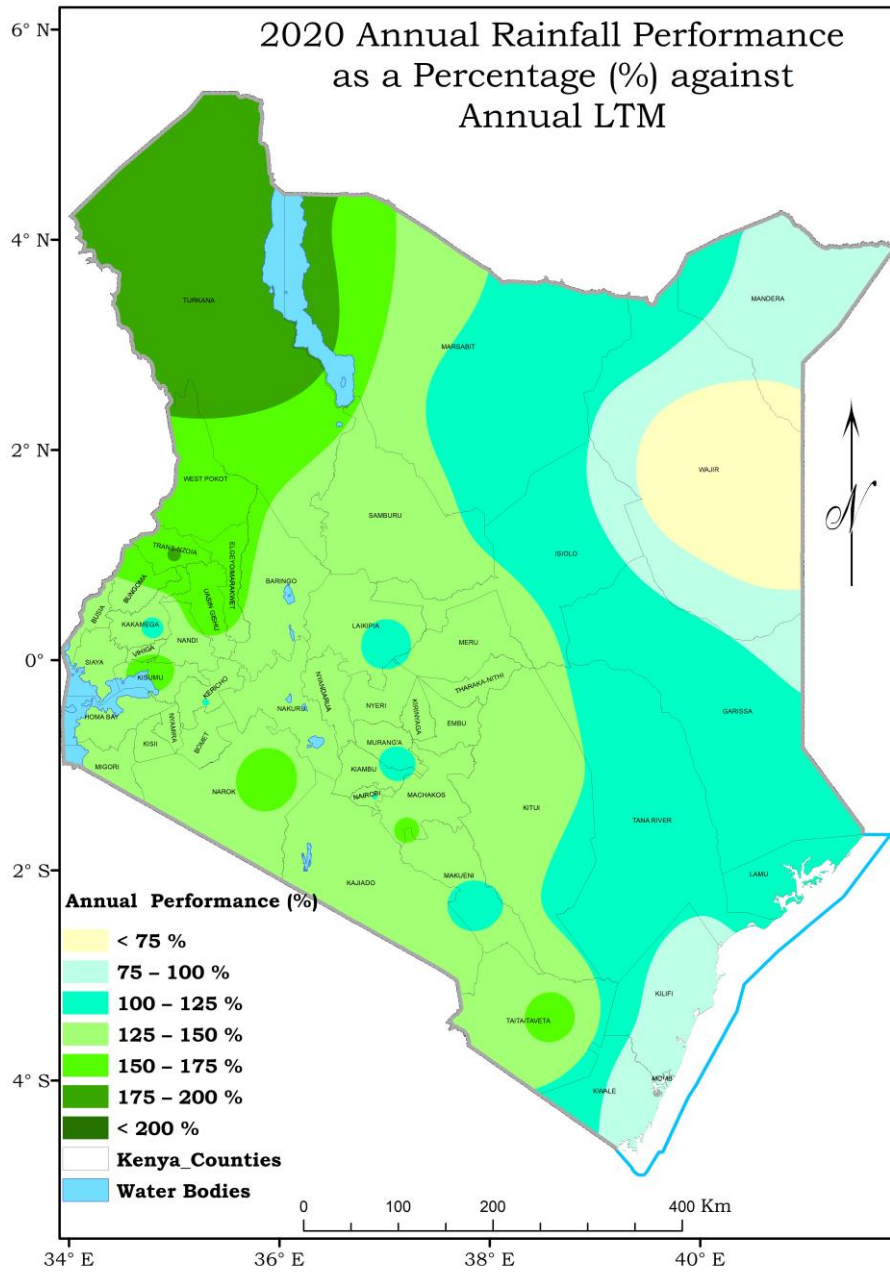 2020 Annual Rainfall Performance
as a Percentage (%) against
Annual LTM
6° N
4° N
2° N
0°
2° S
4° S
34° E
36° E
38° E
40° E
N
TURKANA
MANDERA
MARSABIT
WAJIR
WEST POKOT
SAMBURU
ISIOLO
TRANS-NZOIA
ELGEYO/MARAKWET
BUNGOMA
UASIN GISHU
BARINGO
BUSIA
KAKAMEGA
NANDI
LAIKIPIA
MERU
SIAYA
VIHIGA
KISUMU
KERICHO
THARAKA-NITHI
NYANDARUA
HOMA BAY
NYAMIRA
NAKURU
NYERI
KIRINYAGA
EMBU
GARISSA
KISII
BOMET
MURANG'A
MIGORI
KIAMBU
NAROK
NAIROBI
MACHAKOS
KITUI
TANA RIVER
KAJIADO
MAKUENI
LAMU
KILIFI
TAITA/TAVETA
KWALE
Annual Performance (%)
< 75 %
75 – 100 %
100 – 125 %
125 – 150 %
150 – 175 %
175 – 200 %
< 200 %
Kenya_Counties
Water Bodies
0 100 200 400 Km